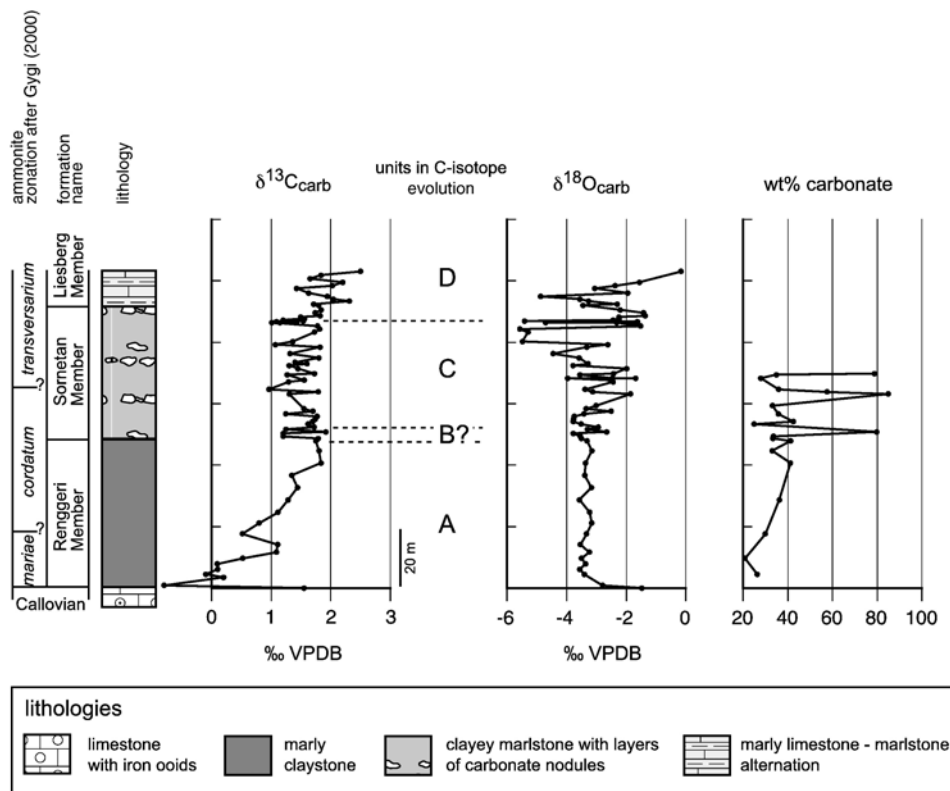 ammonite
zonation after Gygi (2000)
formation
name
lithology
δ13Ccarb
units in C-isotope
evolution
δ18Ocarb
wt% carbonate
transversarium
?
cordatum
?
mariae
Callovian
Liesberg
Member
Sornetan
Member
Renggeri
Member
D
C
B?
A
20 m
0 1 2 3
‰ VPDB
-6 -4 -2 0
‰ VPDB
20 40 60 80 100
lithologies
limestone
with iron ooids
marly
claystone
clayey marlstone with layers
of carbonate nodules
marly limestone - marlstone
alternation